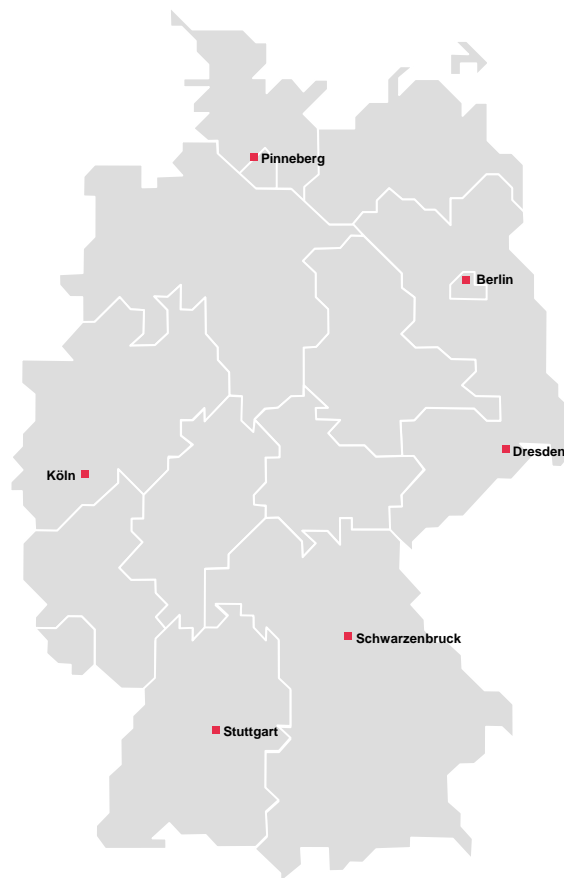 Pinneberg
Berlin
Dresden
Köln
Schwarzenbruck
Stuttgart